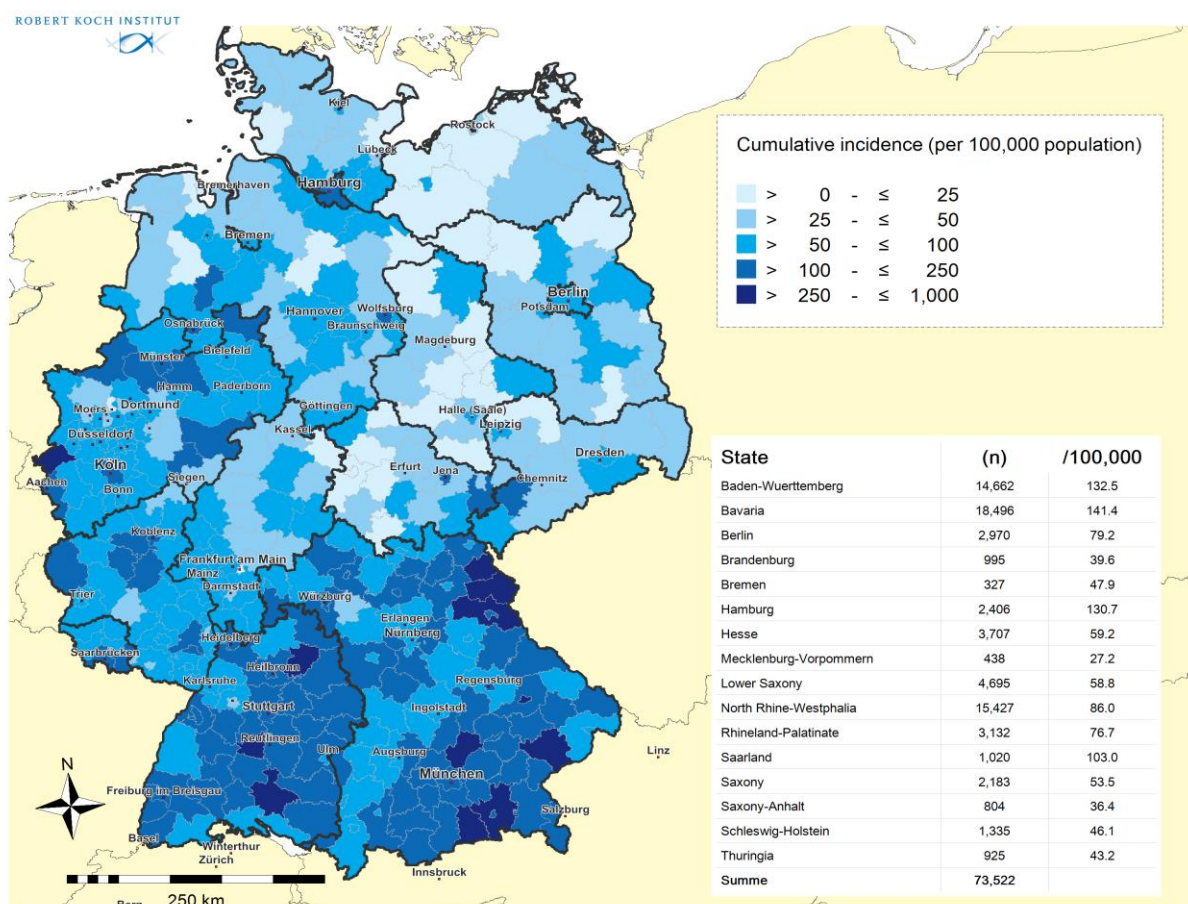 ROBERT KOCH INSTITUT
Kiel
Rostock
Lübeck
Bremerhaven
Hamburg
Bremen
Berlin
Potsdam
Hannover
Wolfsburg
Braunschweig
Osnabrück
Magdeburg
Münster
Bielefeld
Hamm
Paderborn
Moers
Dortmund
Göttingen
Halle (Saale)
Leipzig
Kassel
Düsseldorf
Dresden
Köln
Erfurt
Jena
Chemnitz
Aachen
Bonn
Siegen
Koblenz
Frankfurt am Main
Mainz
Darmstadt
Trier
Würzburg
Erlangen
Nürnberg
Heidelberg
Saarbrücken
Heilbronn
Karlsruhe
Regensburg
Stuttgart
Ingolstadt
Reutlingen
Ulm
Augsburg
München
Linz
Freiburg im Breisgau
Salzburg
Basel
Winterthur
Zürich
Innsbruck
N
250 km
Cumulative incidence (per 100,000 population)
> 0 - ≤ 25
> 25 - ≤ 50
> 50 - ≤ 100
> 100 - ≤ 250
> 250 - ≤ 1,000
State (n) /100,000
Baden-Wuerttemberg 14,662 132.5
Bavaria 18,496 141.4
Berlin 2,970 79.2
Brandenburg 995 39.6
Bremen 327 47.9
Hamburg 2,406 130.7
Hesse 3,707 59.2
Mecklenburg-Vorpommern 438 27.2
Lower Saxony 4,695 58.8
North Rhine-Westphalia 15,427 86.0
Rhineland-Palatinate 3,132 76.7
Saarland 1,020 103.0
Saxony 2,183 53.5
Saxony-Anhalt 804 36.4
Schleswig-Holstein 1,335 46.1
Thuringia 925 43.2
Summe 73,522